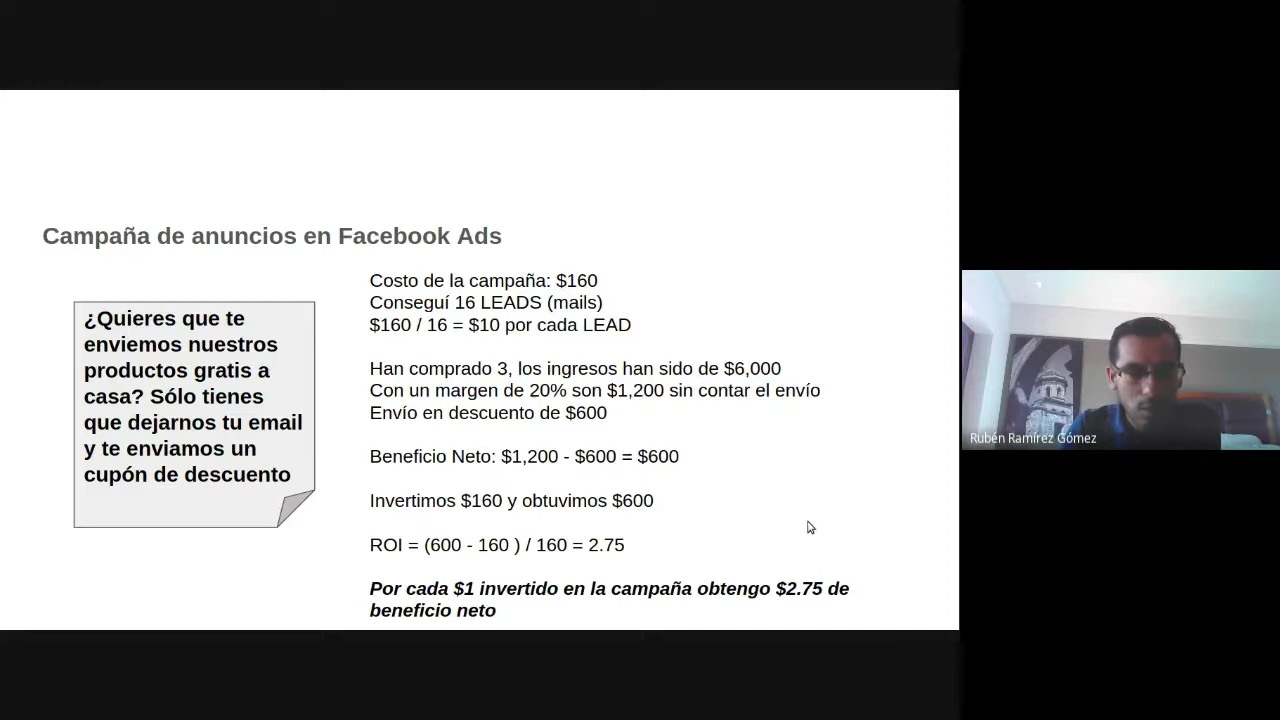 Campaña de anuncios en Facebook Ads
¿Quieres que te
enviemos nuestros
productos gratis a
casa? Sólo tienes
que dejarnos tu email
y te enviamos un
cupón de descuento
Costo de la campaña: $160
Conseguí 16 LEADS (mails)
$160 / 16 = $10 por cada LEAD
Han comprado 3, los ingresos han sido de $6,000
Con un margen de 20% son $1,200 sin contar el envío
Envío en descuento de $600
Beneficio Neto: $1,200 - $600 = $600
Invertimos $160 y obtuvimos $600
ROI = (600 - 160 ) / 160 = 2.75
Por cada $1 invertido en la campaña obtengo $2.75 de
beneficio neto
Rubén Ramírez Gómez